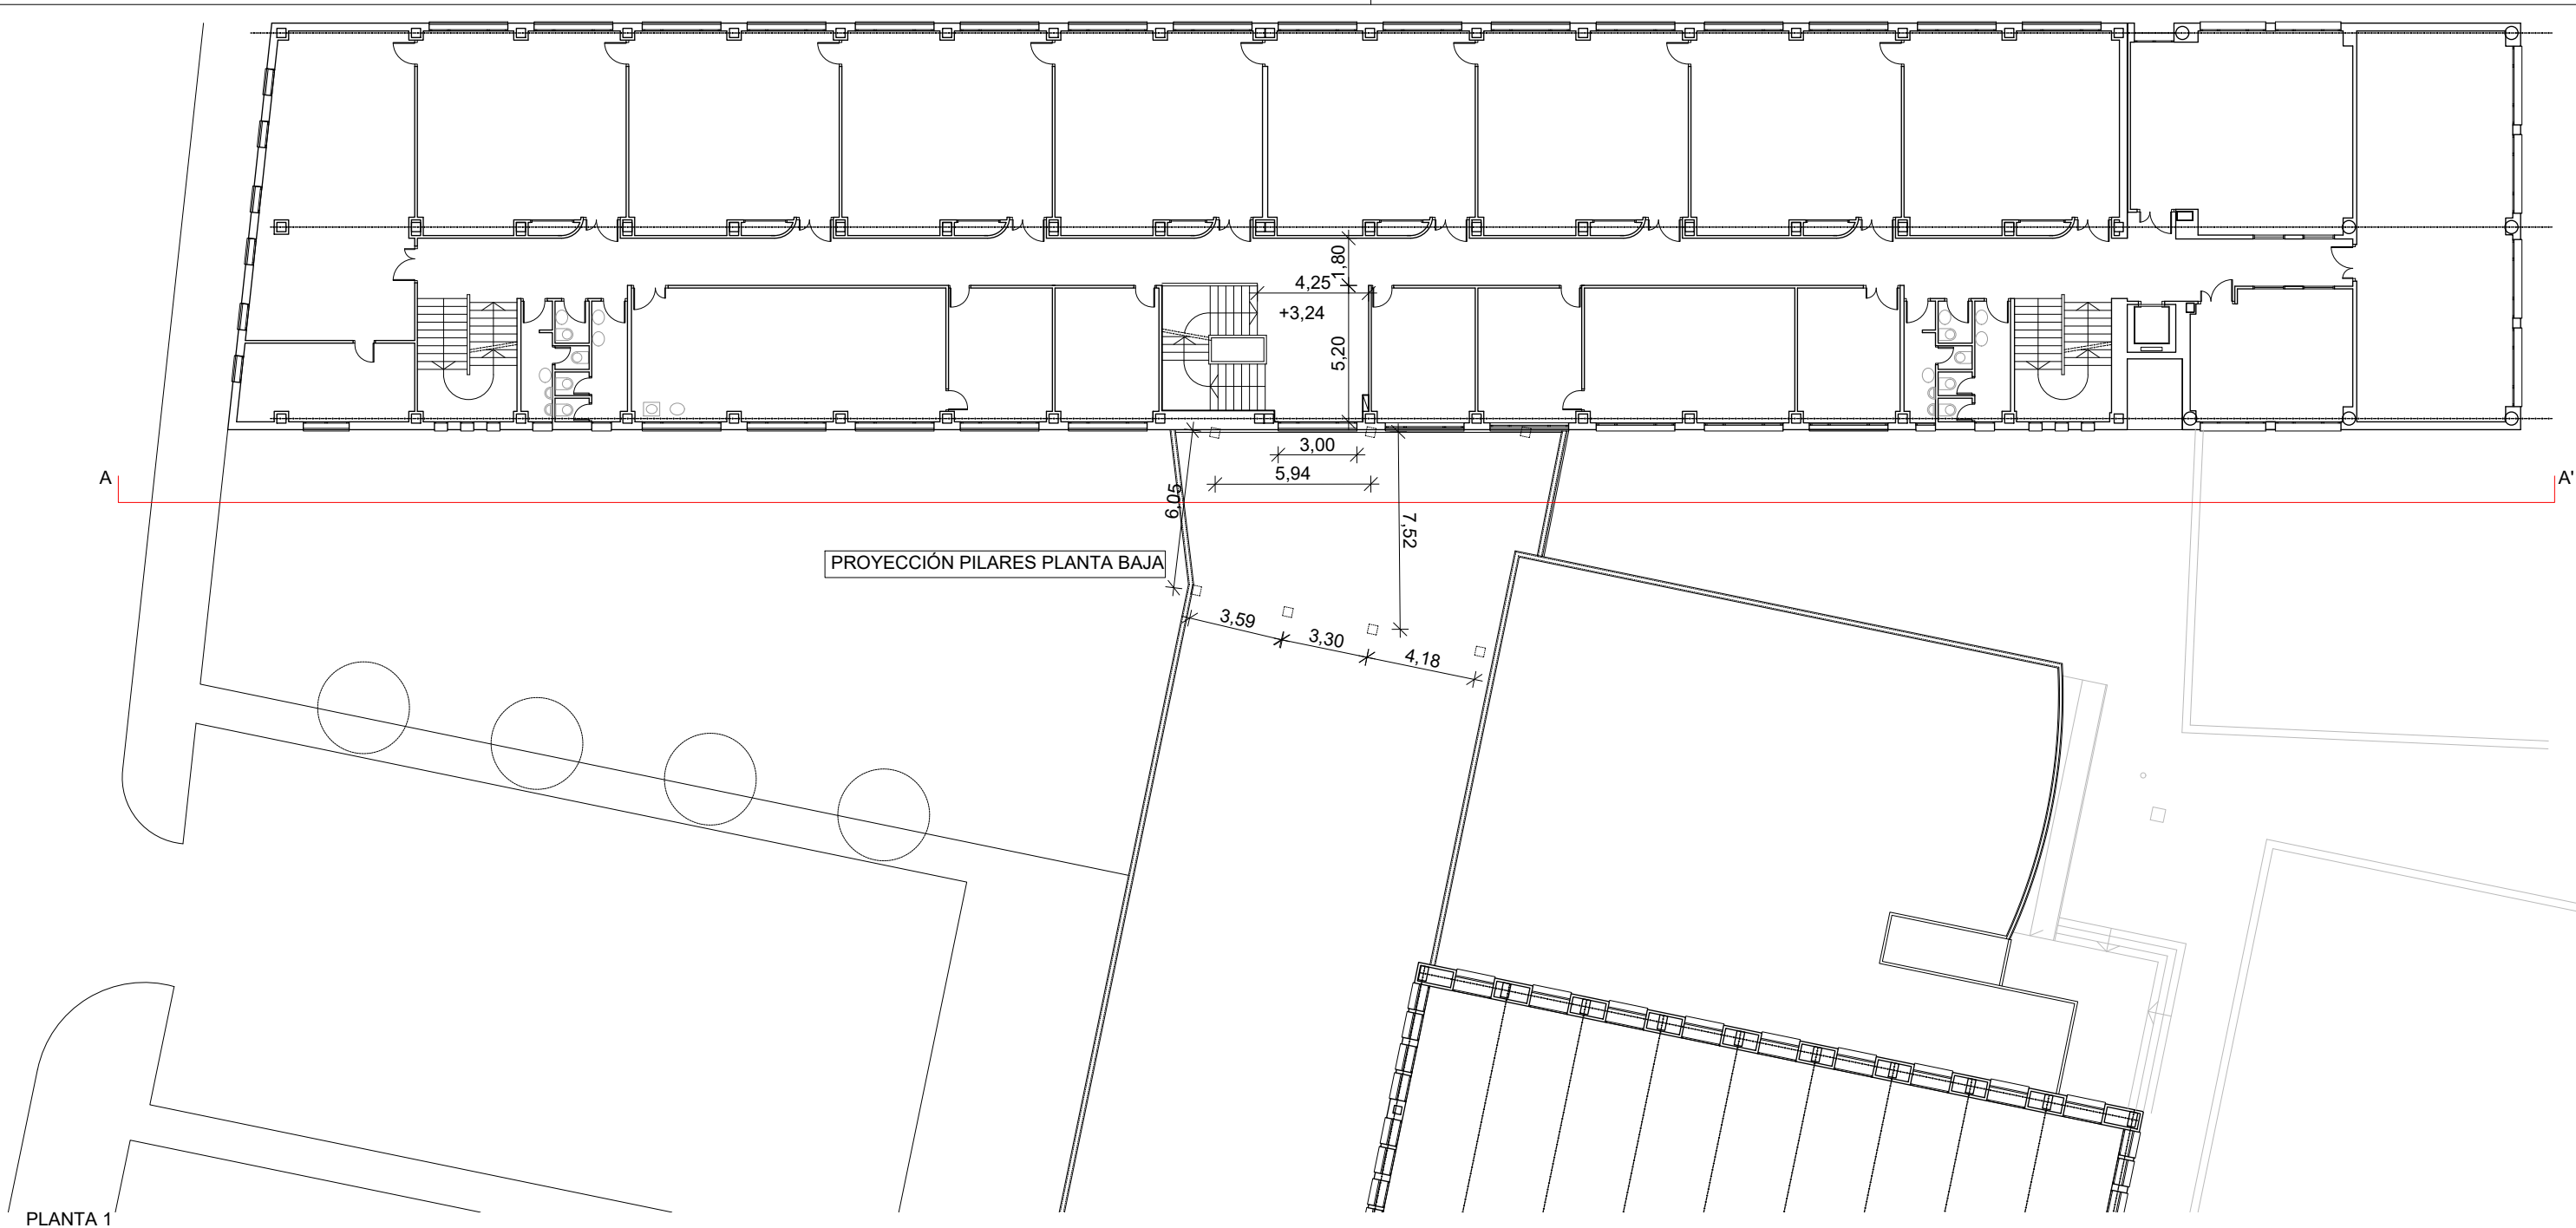 1,80
4,25
+3,24
5,20
3,00
A
5,94
A'
6,05
7,52
PROYECCIÓN PILARES PLANTA BAJA
3,59
3,30
4,18
PLANTA 1